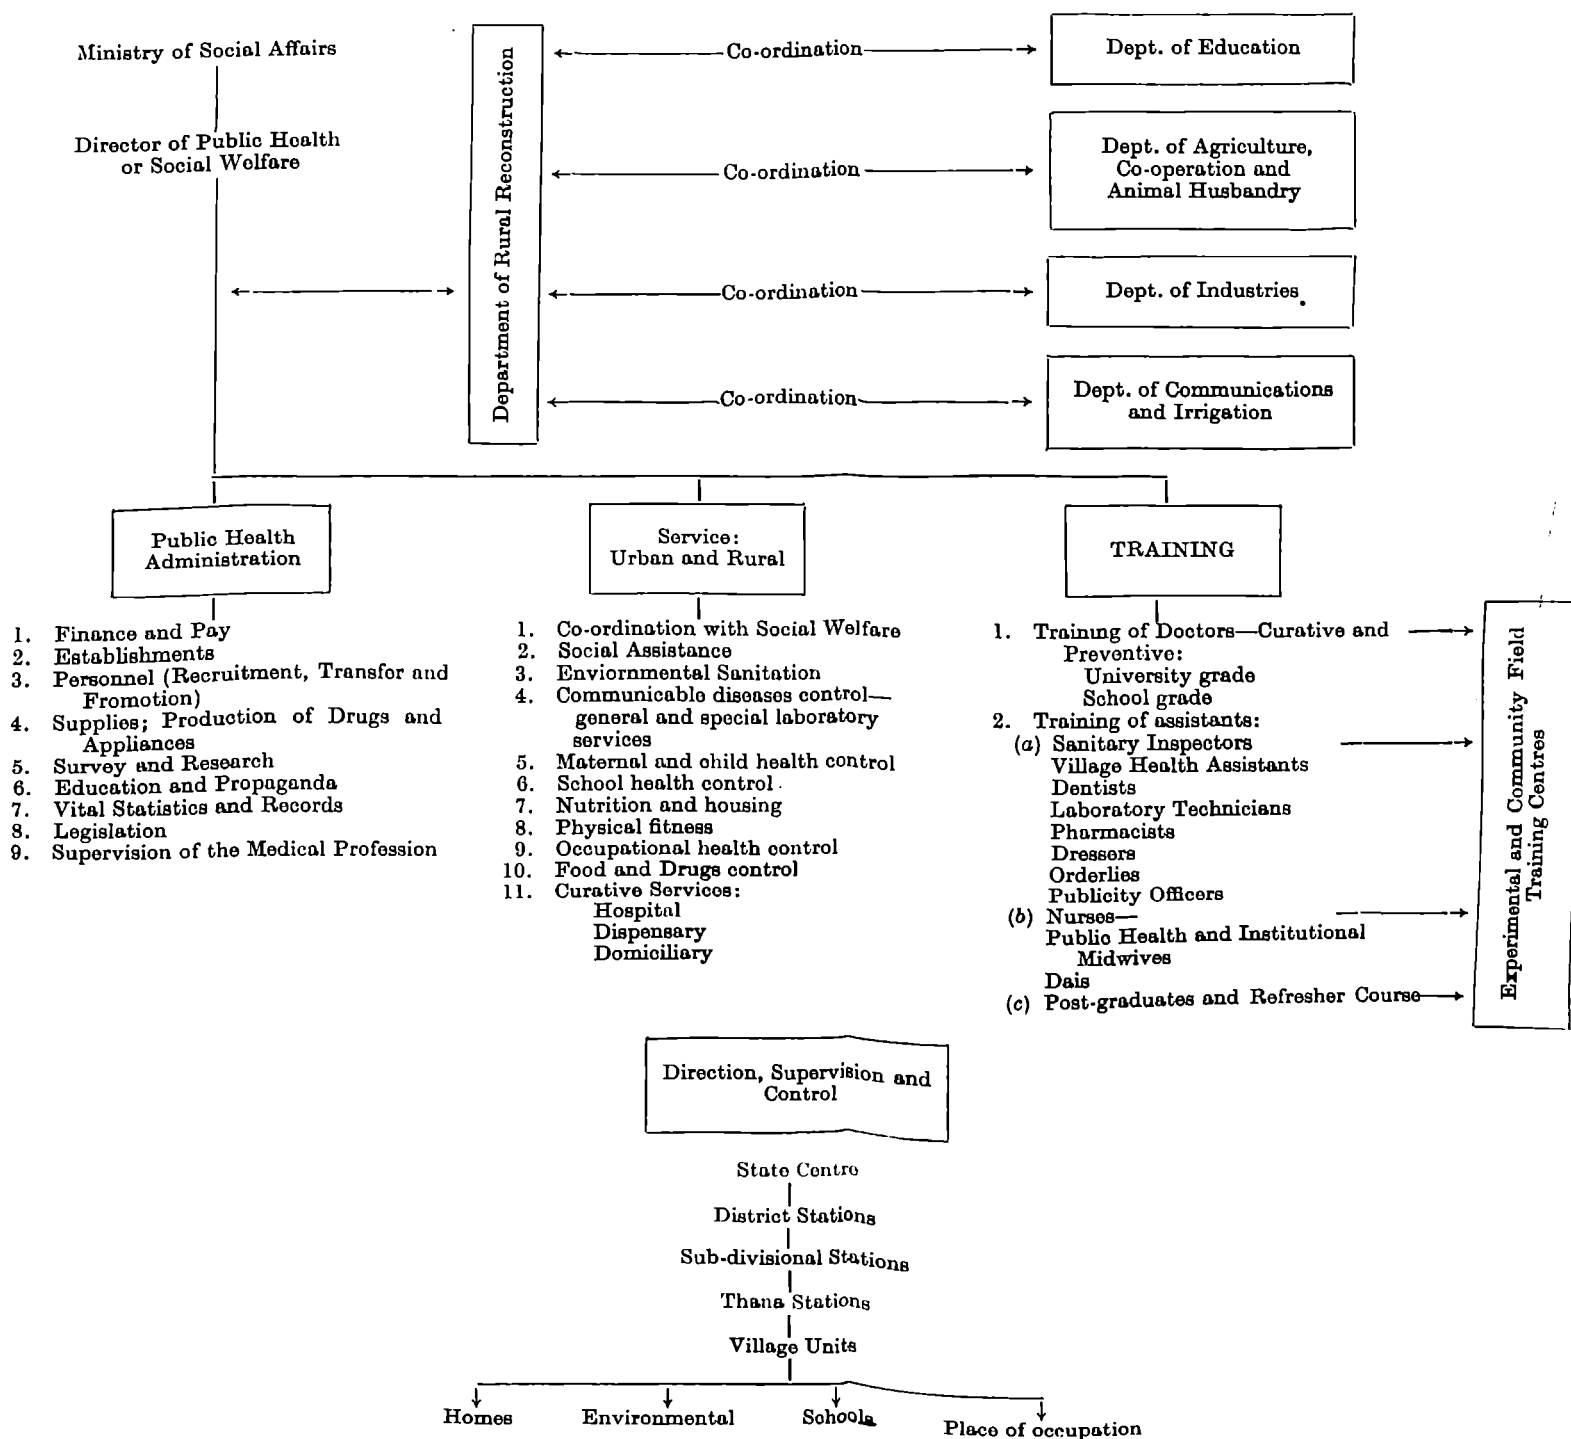 Ministry of Social Affairs
Director of Public Health
or Social Welfare
Department of Rural Reconstruction
Co-ordination
Dept. of Education
Co-ordination
Dept. of Agriculture,
Co-operation and
Animal Husbandry
Co-ordination
Dept. of Industries
Co-ordination
Dept. of Communications
and Irrigation
Public Health
Administration
1. Finance and Pay
2. Establishments
3. Personnel (Recruitment, Transfer and
Fromotion)
4. Supplies; Production of Drugs and
Appliances
5. Survey and Research
6. Education and Propaganda
7. Vital Statistics and Records
8. Legislation
9. Supervision of the Medical Profession
Service:
Urban and Rural
1. Co-ordination with Social Welfare
2. Social Assistance
3. Enviornmental Sanitation
4. Communicable diseases control—
general and special laboratory
services
5. Maternal and child health control
6. School health control
7. Nutrition and housing
8. Physical fitness
9. Occupational health control
10. Food and Drugs control
11. Curative Services:
Hospital
Dispensary
Domiciliary
TRAINING
1. Training of Doctors—Curative and
Preventive:
University grade
School grade
2. Training of assistants:
(a) Sanitary Inspectors
Village Health Assistants
Dentists
Laboratory Technicians
Pharmacists
Dressers
Orderlies
Publicity Officers
(b) Nurses—
Public Health and Institutional
Midwives
Dais
(c) Post-graduates and Refresher Course
Experimental and Community Field
Training Centres
Direction, Supervision and
Control
State Centre
District Stations
Sub-divisional Stations
Thana Stations
Village Units
Homes
Environmental
Schools
Place of occupation